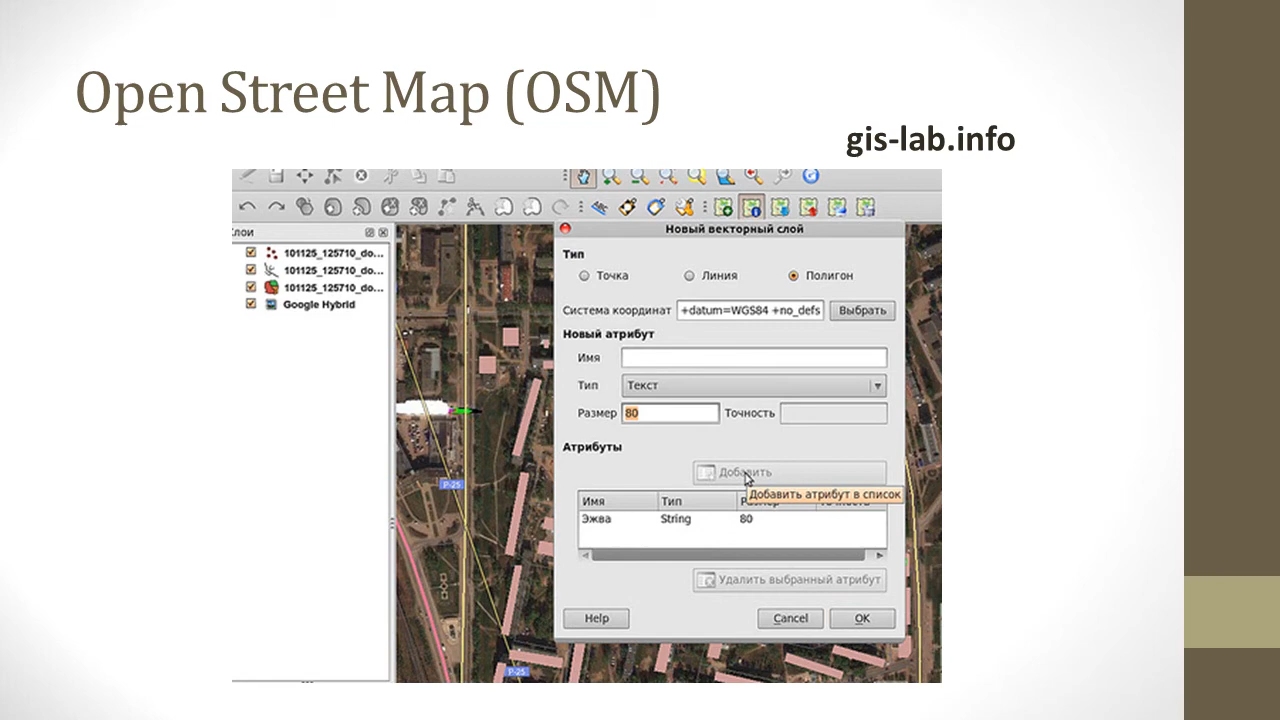 Open Street Map (OSM)
gis-lab.info
Слои
101125_125710_do...
101125_125710_do...
101125_125710_do...
Google Hybrid
Новый векторный слой
Тип
Точка Линия Полигон
Система координат +datum=WGS84 +no_defs Выбрать
Новый атрибут
Имя
Тип Текст
Размер 80 Точность
Атрибуты
Добавить
Добавить атрибут в список
Имя Тип
Эжва String 80
Удалить выбранный атрибут
Help Cancel OK
P-25
P-25